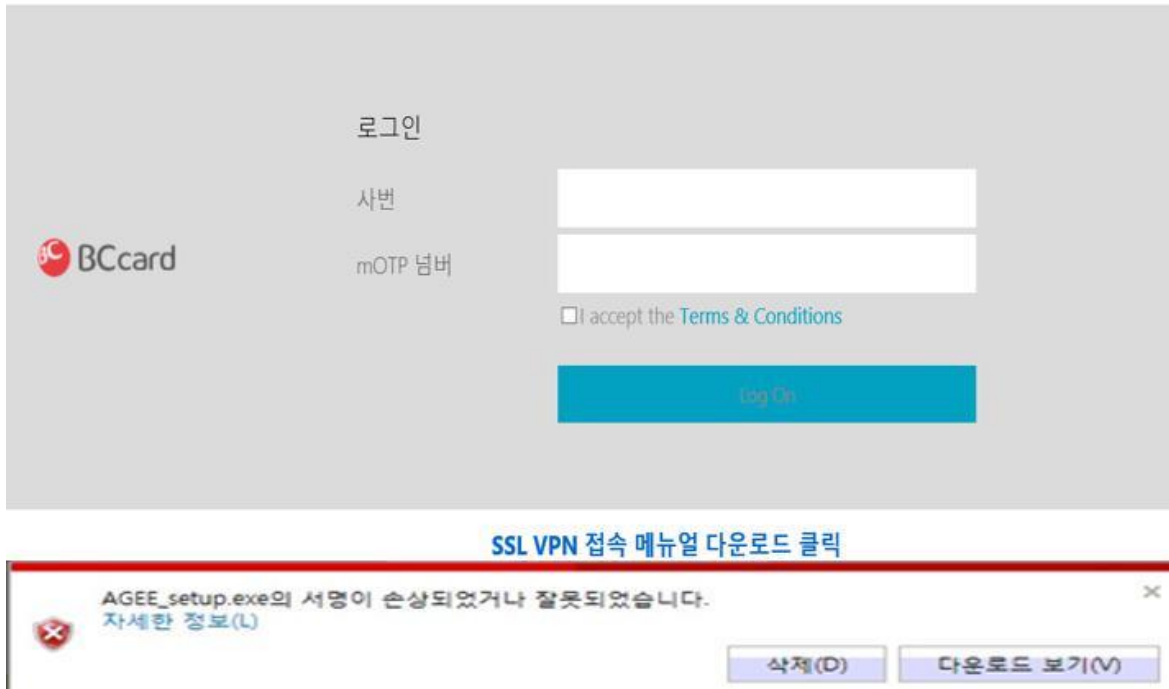 로그인
사번
BCcard
mOTP 넘버
I accept the Terms & Conditions
Log On
SSL VPN 접속 메뉴얼 다운로드 클릭
AGEE_setup.exe의 서명이 손상되었거나 잘못되었습니다.
자세한 정보(L)
삭제(D) 다운로드 보기(V)